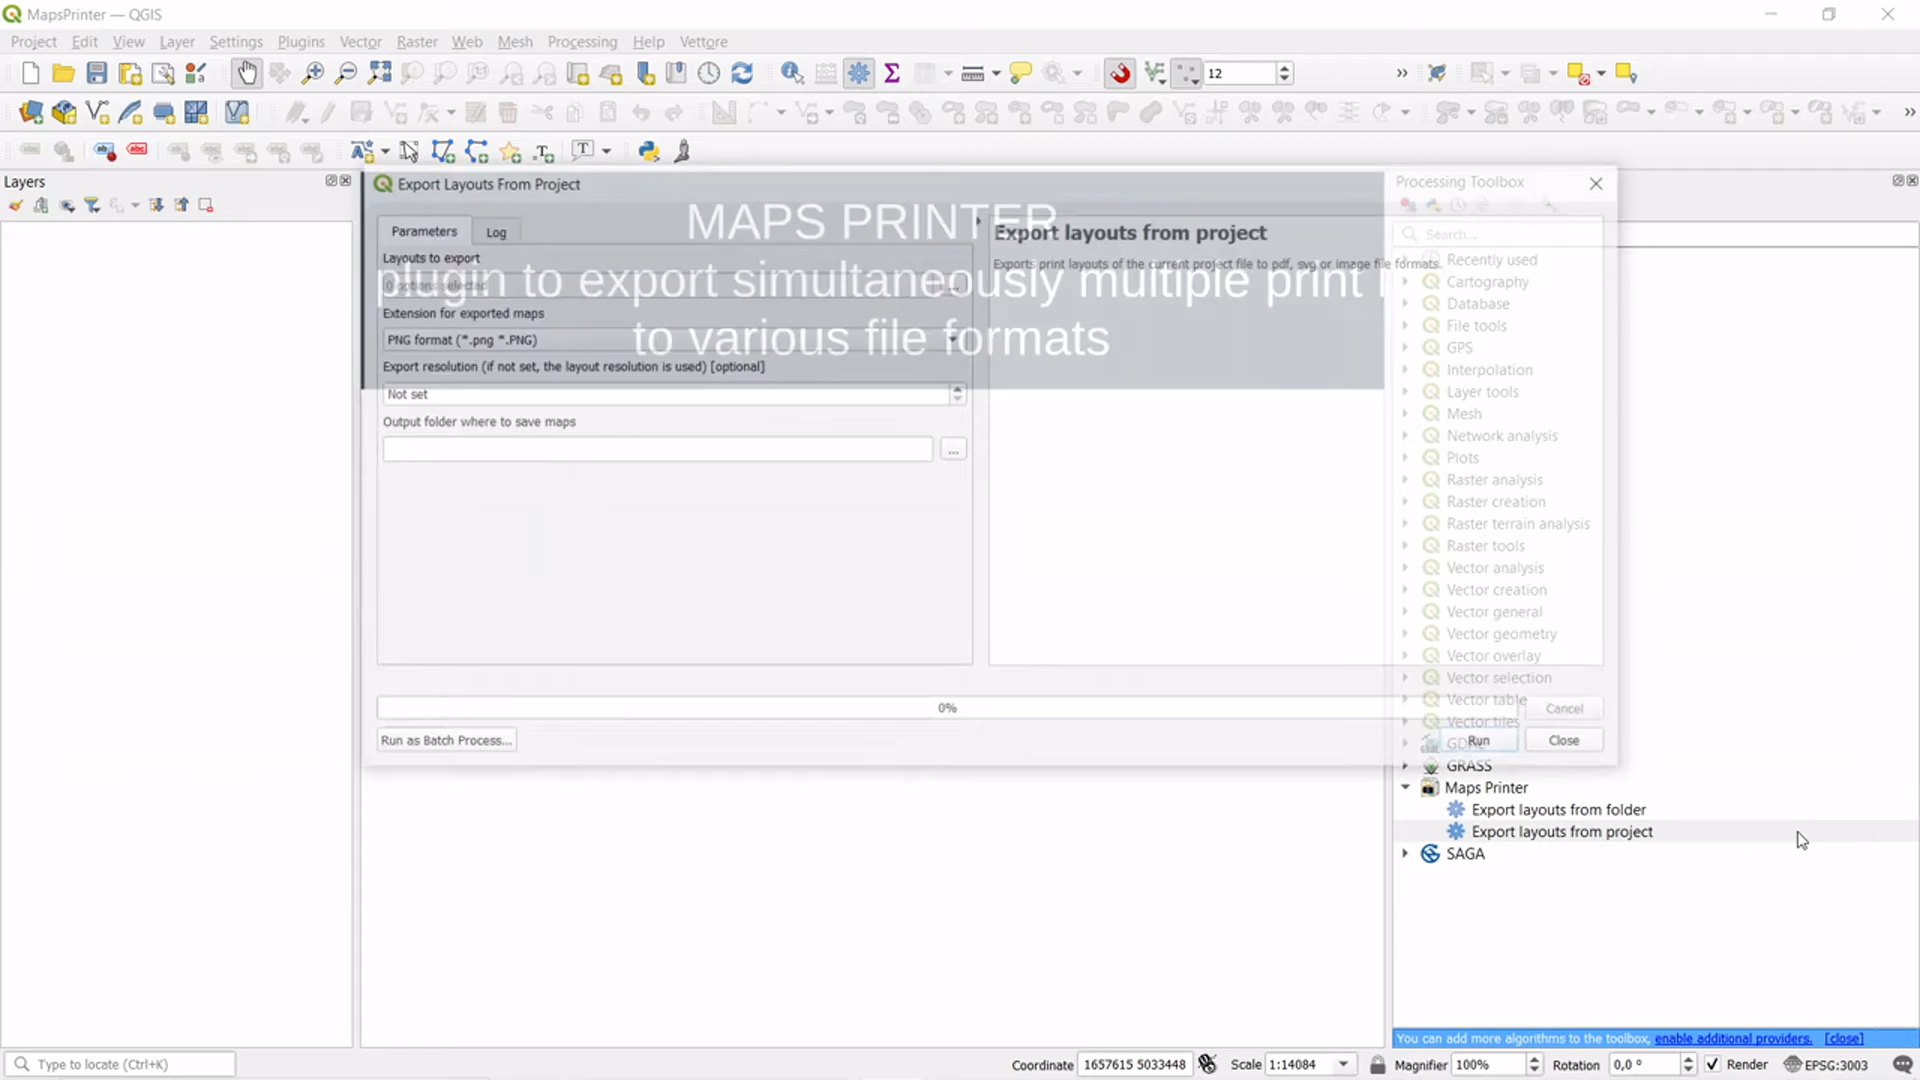 MapsPrinter — QGIS
Project Edit View Layer Settings Plugins Vector Raster Web Mesh Processing Help Vettore
12
Layers
Export Layouts From Project
Parameters Log
Layouts to export
0 options selected
...
Extension for exported maps
PNG format (*.png *.PNG)
Export resolution (if not set, the layout resolution is used) [optional]
Not set
Output folder where to save maps
...
MAPS PRINTER
plugin to export simultaneously multiple print
to various file formats
Export layouts from project
Exports print layouts of the current project file to pdf, svg or image file formats.
0%
Run as Batch Process...
Cancel
Run
Close
Processing Toolbox
Search...
Recently used
Cartography
Database
File tools
GPS
Interpolation
Layer tools
Mesh
Network analysis
Plots
Raster analysis
Raster creation
Raster terrain analysis
Raster tools
Vector analysis
Vector creation
Vector general
Vector geometry
Vector overlay
Vector selection
Vector table
Vector tiles
GDAL
GRASS
Maps Printer
Export layouts from folder
Export layouts from project
SAGA
You can add more algorithms to the toolbox, enable additional providers. [close]
Type to locate (Ctrl+K)
Coordinate 1657615 5033448 Scale 1:14084 Magnifier 100% Rotation 0,0 ° Render EPSG:3003